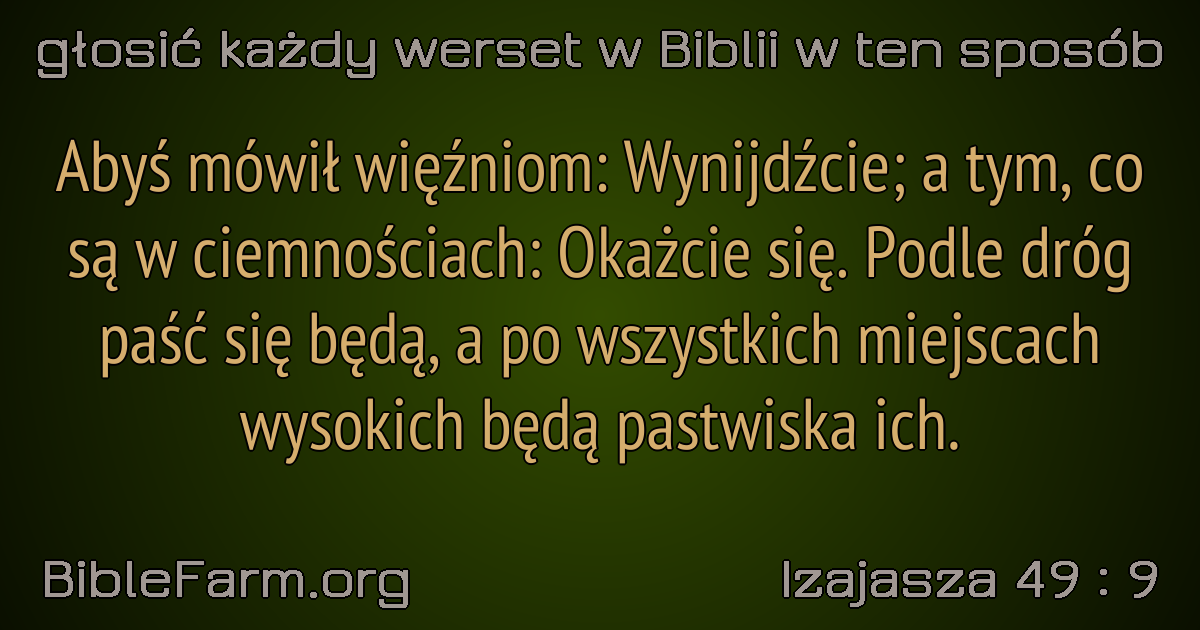 głosić każdy werset w Biblii w ten sposób
Abyś mówił więźniom: Wynijdźcie; a tym, co
są w ciemnościach: Okażcie się. Podle dróg
paść się będą, a po wszystkich miejscach
wysokich będą pastwiska ich.
BibleFarm.org
Izajasza 49 : 9